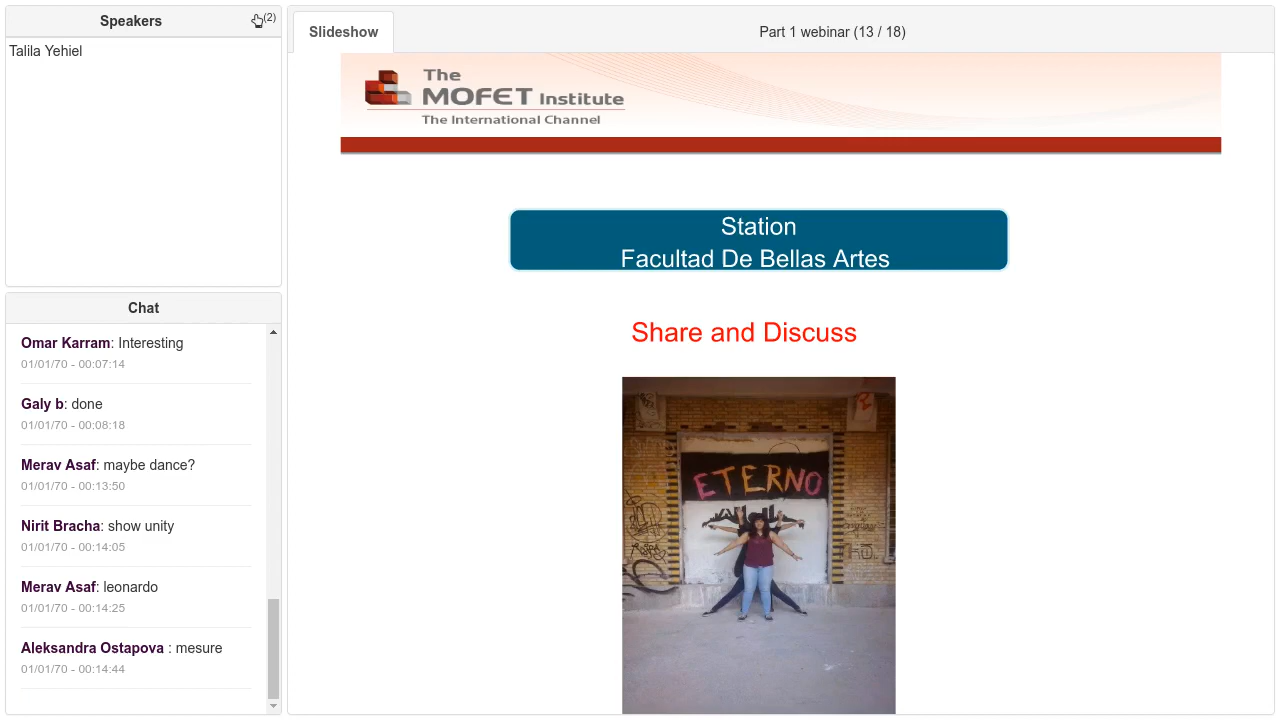 Speakers
(2)
Talila Yehiel
Chat
Omar Karram: Interesting
01/01/70 - 00:07:14
Galy b: done
01/01/70 - 00:08:18
Merav Asaf: maybe dance?
01/01/70 - 00:13:50
Nirit Bracha: show unity
01/01/70 - 00:14:05
Merav Asaf: leonardo
01/01/70 - 00:14:25
Aleksandra Ostapova : mesure
01/01/70 - 00:14:44
Slideshow
Part 1 webinar (13 / 18)
The
MOFET Institute
The International Channel
Station
Facultad De Bellas Artes
Share and Discuss
ETERNO